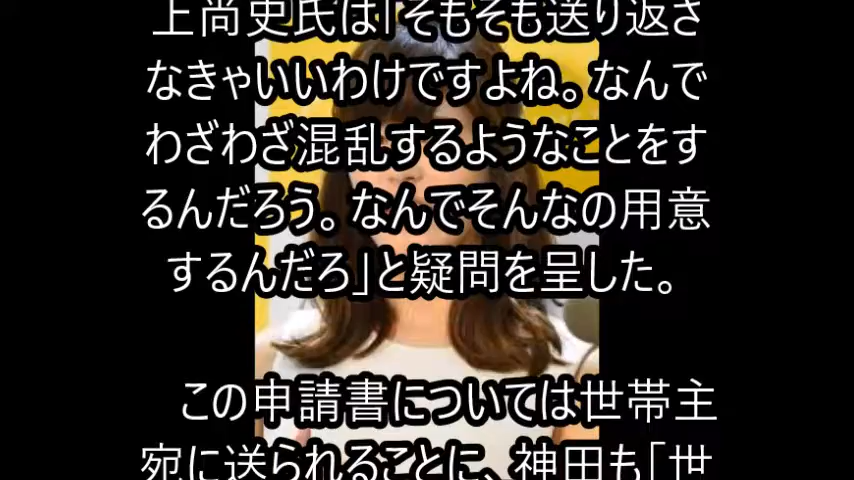 上尚史氏は「そもそも送り返さ
なきゃいいわけですよね。なんで
わざわざ混乱するようなことをす
るんだろう。なんでそんなの用意
するんだろ」と疑問を呈した。
この申請書については世帯主
宛に送られることに、神田も「世